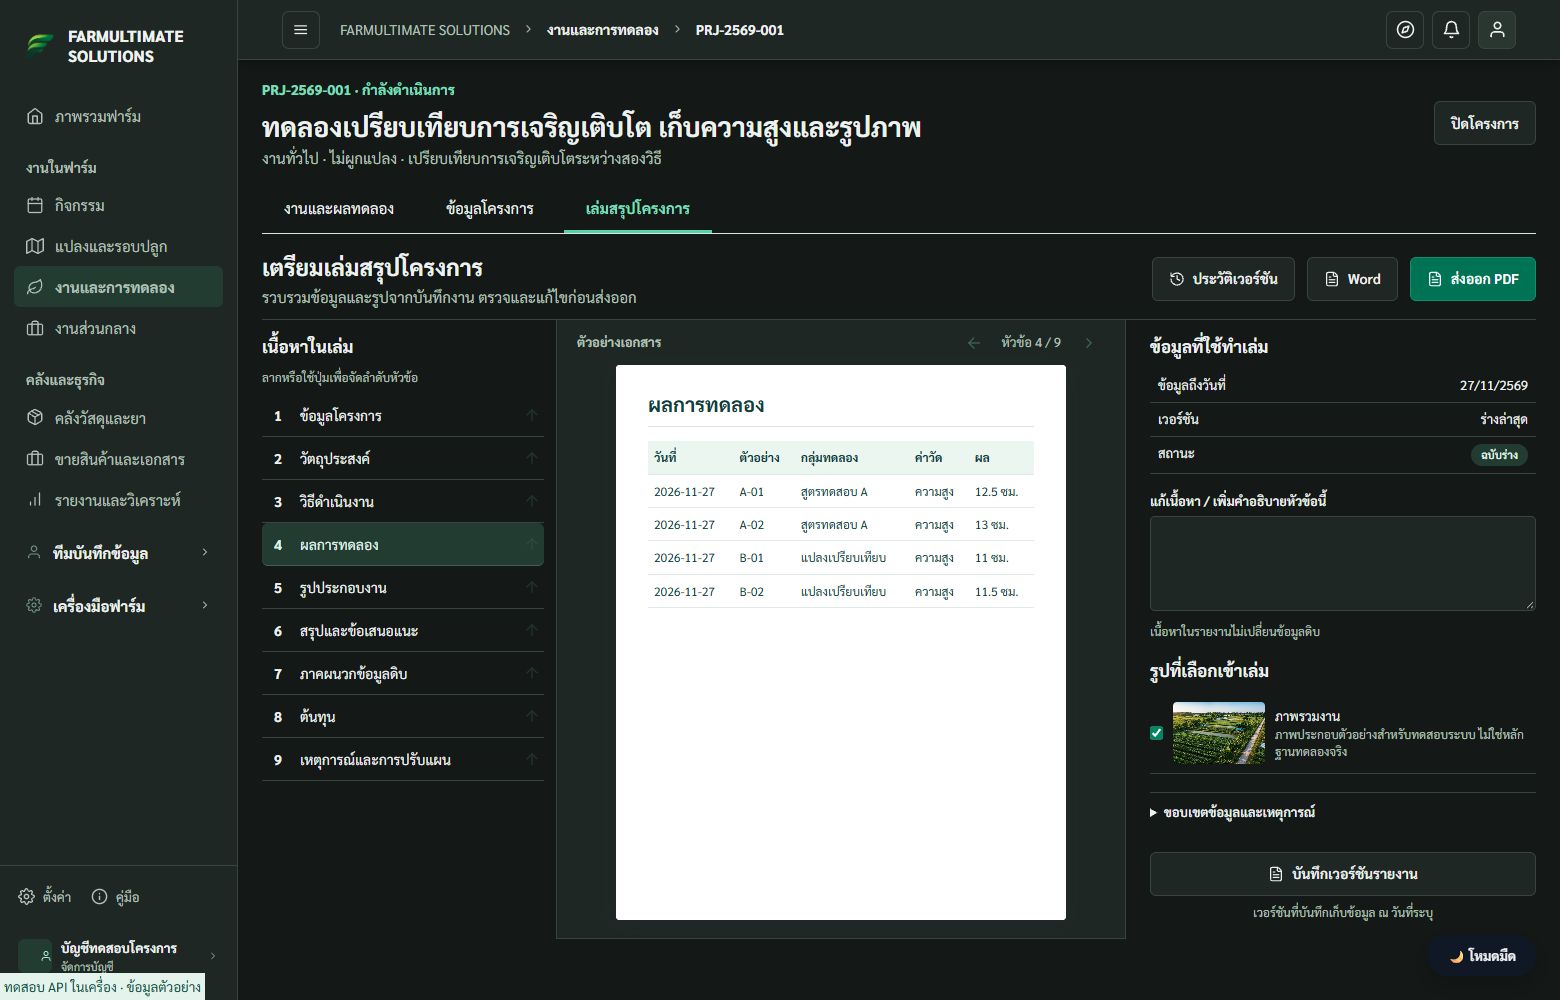 FARMULTIMATE SOLUTIONS
ภาพรวมฟาร์ม
งานในฟาร์ม
กิจกรรม
แปลงและรอบปลูก
งานและการทดลอง
งานส่วนกลาง
คลังและธุรกิจ
คลังวัสดุและยา
ขายสินค้าและเอกสาร
รายงานและวิเคราะห์
ทีมบันทึกข้อมูล
เครื่องมือฟาร์ม
ตั้งค่า คู่มือ
บัญชีทดสอบโครงการ
จัดการบัญชี
ทดสอบ API ในเครื่อง · ข้อมูลตัวอย่าง
FARMULTIMATE SOLUTIONS > งานและการทดลอง > PRJ-2569-001
PRJ-2569-001 · กำลังดำเนินการ
ทดลองเปรียบเทียบการเจริญเติบโต เก็บความสูงและรูปภาพ
งานทั่วไป · ไม่ผูกแปลง · เปรียบเทียบการเจริญเติบโตระหว่างสองวิธี
ปิดโครงการ
งานและผลทดลอง ข้อมูลโครงการ เล่มสรุปโครงการ
เตรียมเล่มสรุปโครงการ
รวบรวมข้อมูลและรูปจากบันทึกงาน ตรวจและแก้ไขก่อนส่งออก
ประวัติเวอร์ชัน Word ส่งออก PDF
เนื้อหาในเล่ม
ลากหรือใช้ปุ่มเพื่อจัดลำดับหัวข้อ
1 ข้อมูลโครงการ
2 วัตถุประสงค์
3 วิธีดำเนินงาน
4 ผลการทดลอง
5 รูปประกอบงาน
6 สรุปและข้อเสนอแนะ
7 ภาคผนวกข้อมูลดิบ
8 ต้นทุน
9 เหตุการณ์และการปรับแผน
ตัวอย่างเอกสาร ← หัวข้อ 4 / 9 >
ผลการทดลอง
วันที่ ตัวอย่าง กลุ่มทดลอง ค่าวัด ผล
2026-11-27 A-01 สูตรทดสอบ A ความสูง 12.5 ซม.
2026-11-27 A-02 สูตรทดสอบ A ความสูง 13 ซม.
2026-11-27 B-01 แปลงเปรียบเทียบ ความสูง 11 ซม.
2026-11-27 B-02 แปลงเปรียบเทียบ ความสูง 11.5 ซม.
ข้อมูลที่ใช้ทำเล่ม
ข้อมูลถึงวันที่ 27/11/2569
เวอร์ชัน ร่างล่าสุด
สถานะ ฉบับร่าง
แก้เนื้อหา / เพิ่มคำอธิบายหัวข้อนี้
เนื้อหาในรายงานไม่เปลี่ยนข้อมูลดิบ
รูปที่เลือกเข้าเล่ม
ภาพรวมงาน
ภาพประกอบตัวอย่างสำหรับทดสอบระบบ ไม่ใช่หลัก
ฐานทดลองจริง
ขอบเขตข้อมูลและเหตุการณ์
บันทึกเวอร์ชันรายงาน
เวอร์ชันที่บันทึกเก็บข้อมูล ณ วันที่ระบุ
โหมดมืด